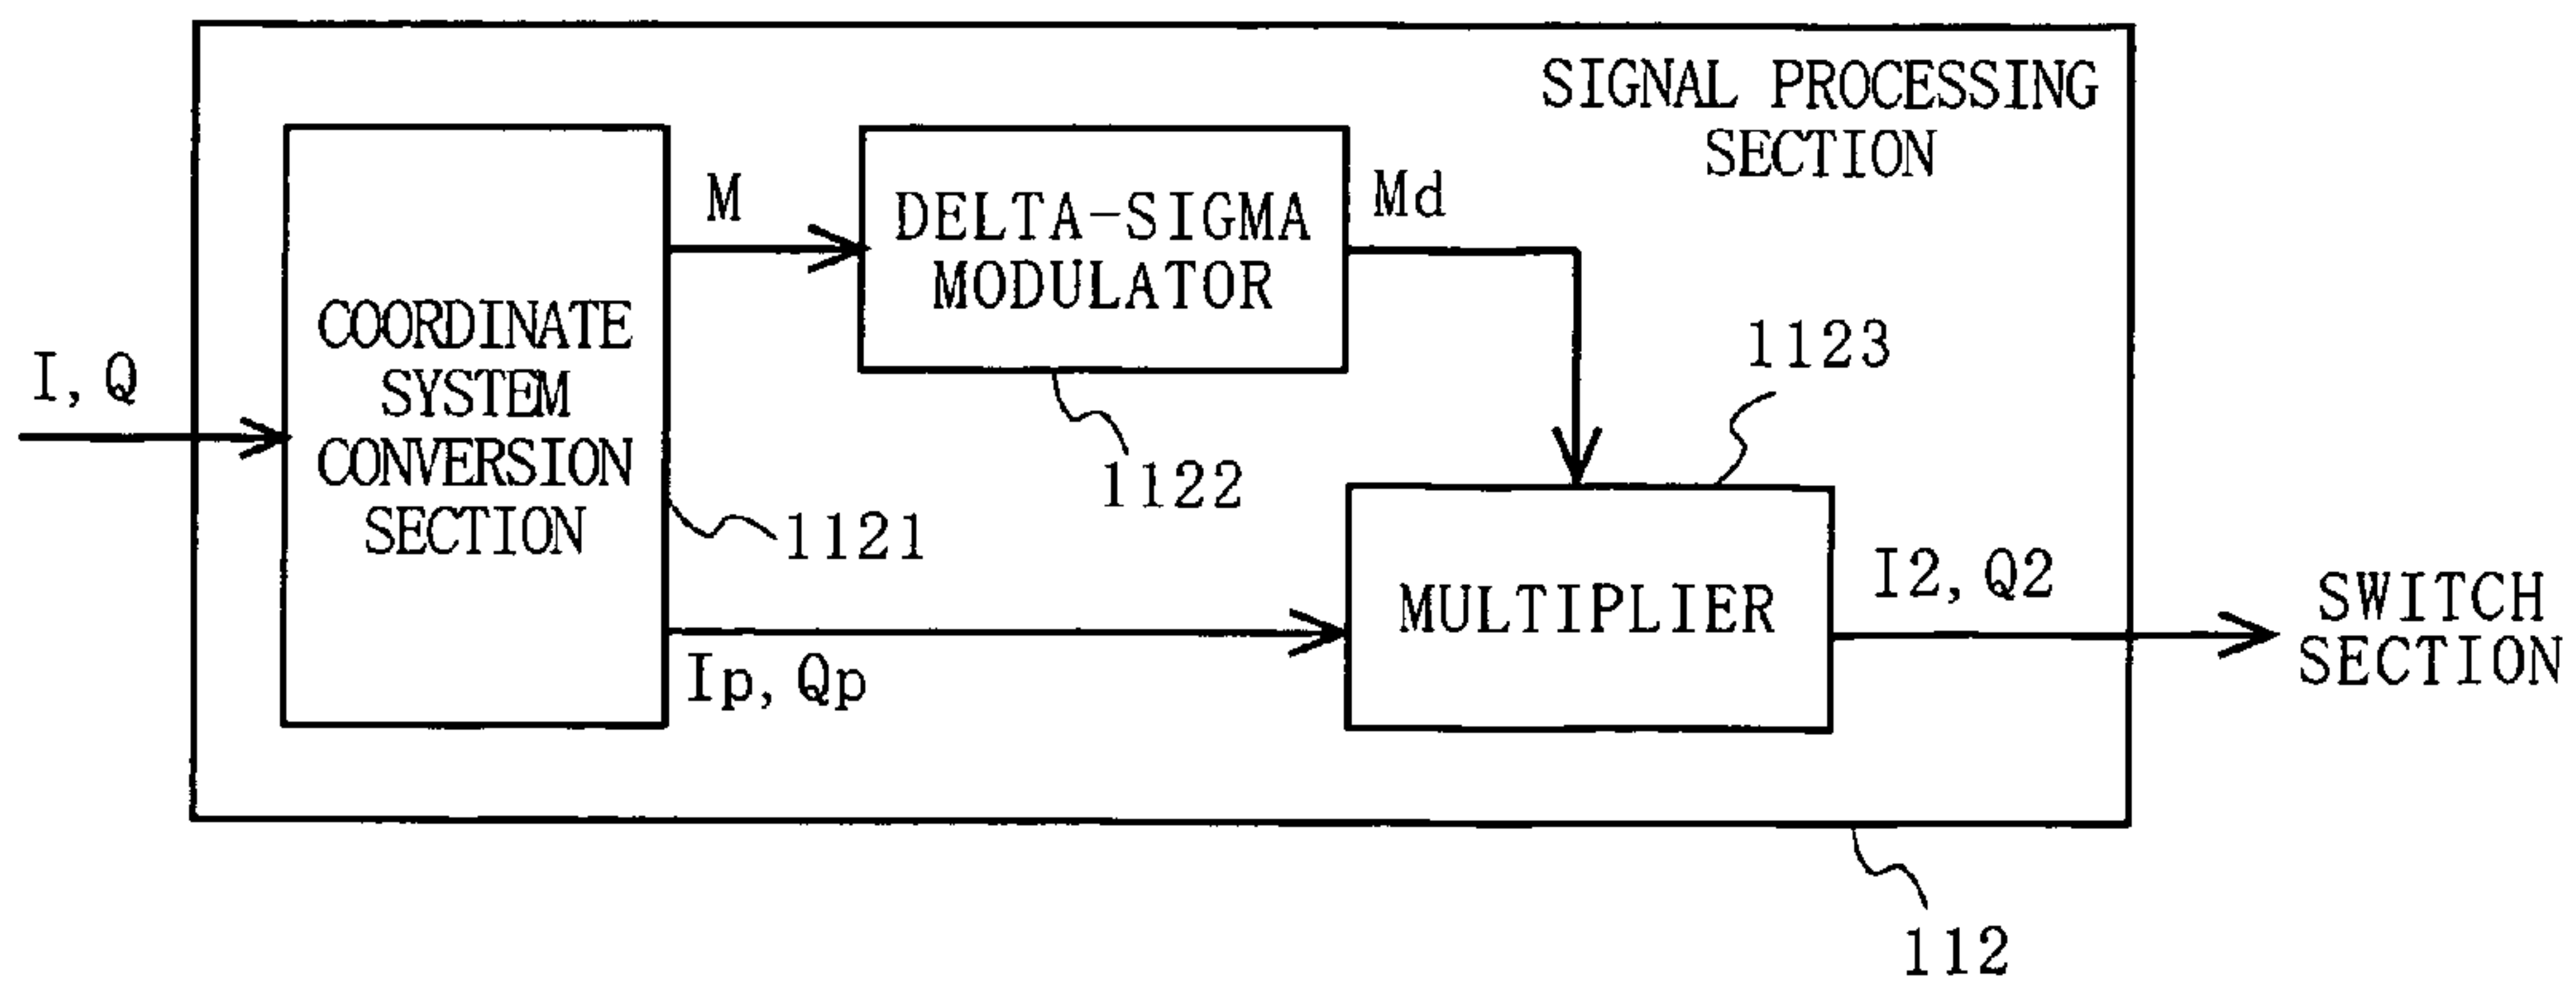 SIGNAL PROCESSING
SECTION
M
DELTA-SIGMA
MODULATOR
Md
COORDINATE
SYSTEM
CONVERSION
SECTION
I, Q
1123
1122
1121
MULTIPLIER
I2, Q2
SWITCH
SECTION
Ip, Qp
112